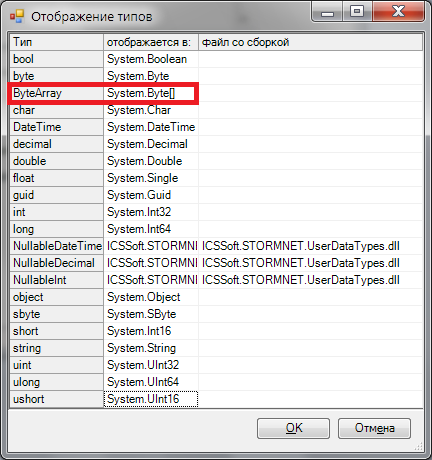 Отображение типов
Тип отображается в: Файл со сборкой
bool System.Boolean
byte System.Byte
ByteArray System.Byte[]
char System.Char
DateTime System.DateTime
decimal System.Decimal
double System.Double
float System.Single
guid System.Guid
int System.Int32
long System.Int64
NullableDateTime ICSSoft.STORMNI ICSSoft.STORMNET.UserDataTypes.dll
NullableDecimal ICSSoft.STORMNI ICSSoft.STORMNET.UserDataTypes.dll
NullableInt ICSSoft.STORMNI ICSSoft.STORMNET.UserDataTypes.dll
object System.Object
sbyte System.SByte
short System.Int16
string System.String
uint System.UInt32
ulong System.UInt64
ushort System.UInt16
OK Отмена